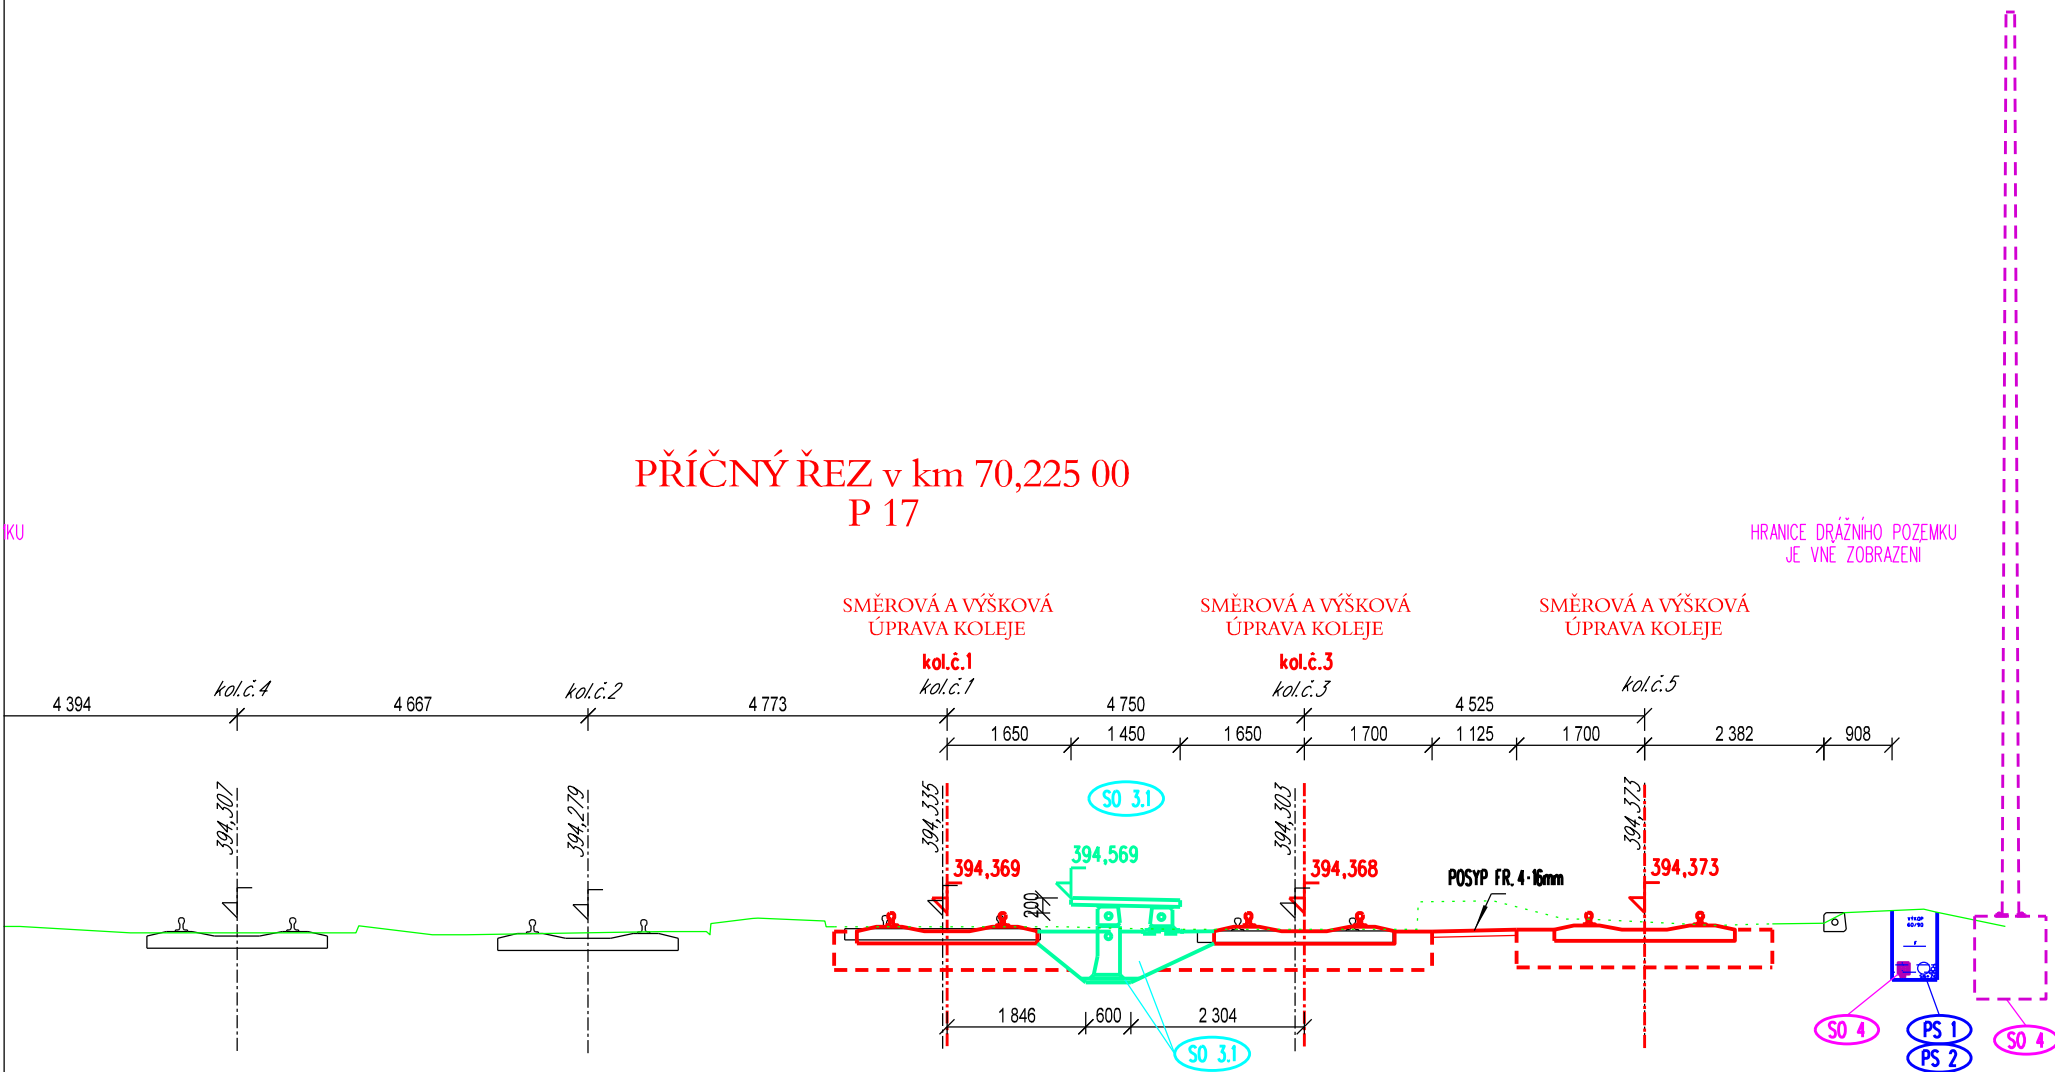 PŘÍČNÝ ŘEZ v km 70,225 00
P 17
KU
HRANICE DRÁŽNÍHO POZEMKU
JE VNĚ ZOBRAZENÍ
SMĚROVÁ A VÝŠKOVÁ
ÚPRAVA KOLEJE
SMĚROVÁ A VÝŠKOVÁ
ÚPRAVA KOLEJE
SMĚROVÁ A VÝŠKOVÁ
ÚPRAVA KOLEJE
kol.č.1
kol.č.3
kol.č.4
kol.č.2
kol.č.1
kol.č.3
kol.č.5
4 394
4 667
4 773
4 750
4 525
1 650
1 450
1 650
1 700
1 125
1 700
2 382
908
394,307
394,279
394,335
394,303
394,373
SO 3.1
394,369
394,569
394,368
394,373
200
POSYP FR. 4-16mm
VÝKOP
60/90
1 846
600
2 304
SO 3.1
SO 4
PS 1
PS 2
SO 4